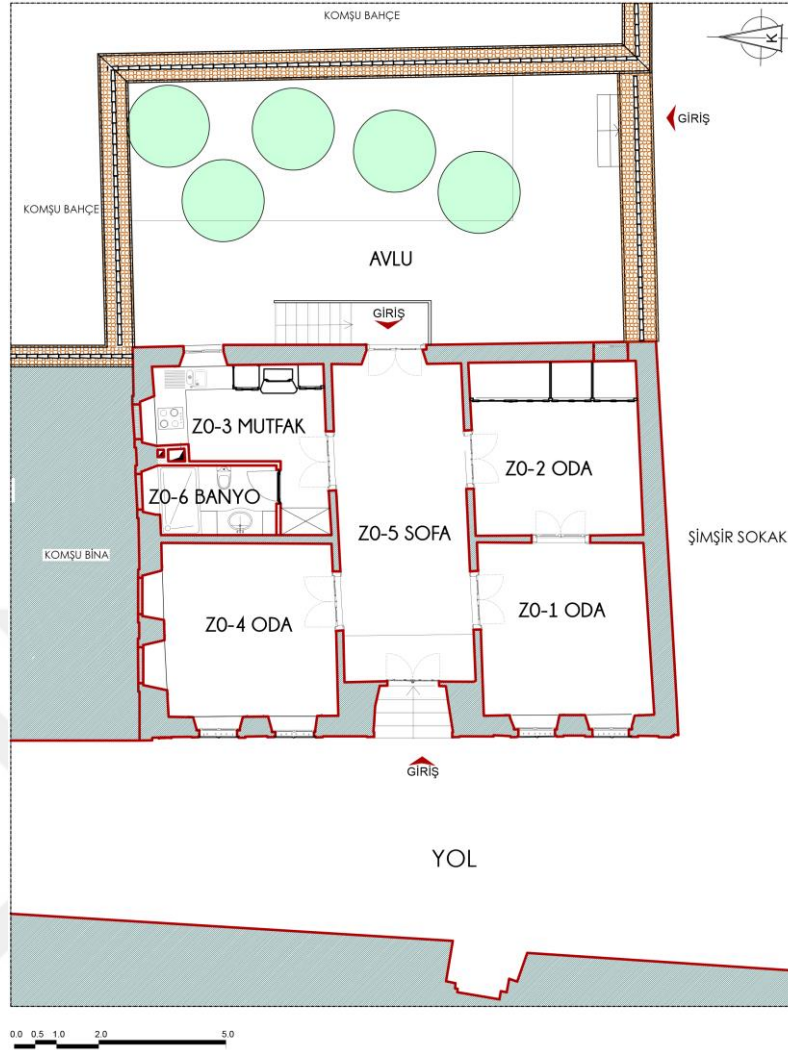 KOMŞU BAHÇE
K
GİRİŞ
KOMŞU BAHÇE
AVLU
GİRİŞ
Z0-3 MUTFAK
Z0-2 ODA
Z0-6 BANYO
Z0-5 SOFA
ŞİMŞİR SOKAK
KOMŞU BİNA
Z0-4 ODA
Z0-1 ODA
GİRİŞ
YOL
0.0 0.5 1.0 2.0 5.0